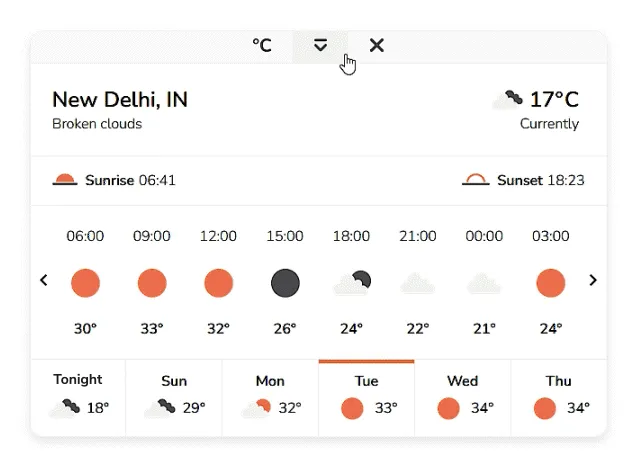 °C
New Delhi, IN
17°C
Broken clouds
Currently
Sunrise 06:41
Sunset 18:23
06:00 09:00 12:00 15:00 18:00 21:00 00:00 03:00
30° 33° 32° 26° 24° 22° 21° 24°
Tonight Sun Mon Tue Wed Thu
18° 29° 32° 33° 34° 34°